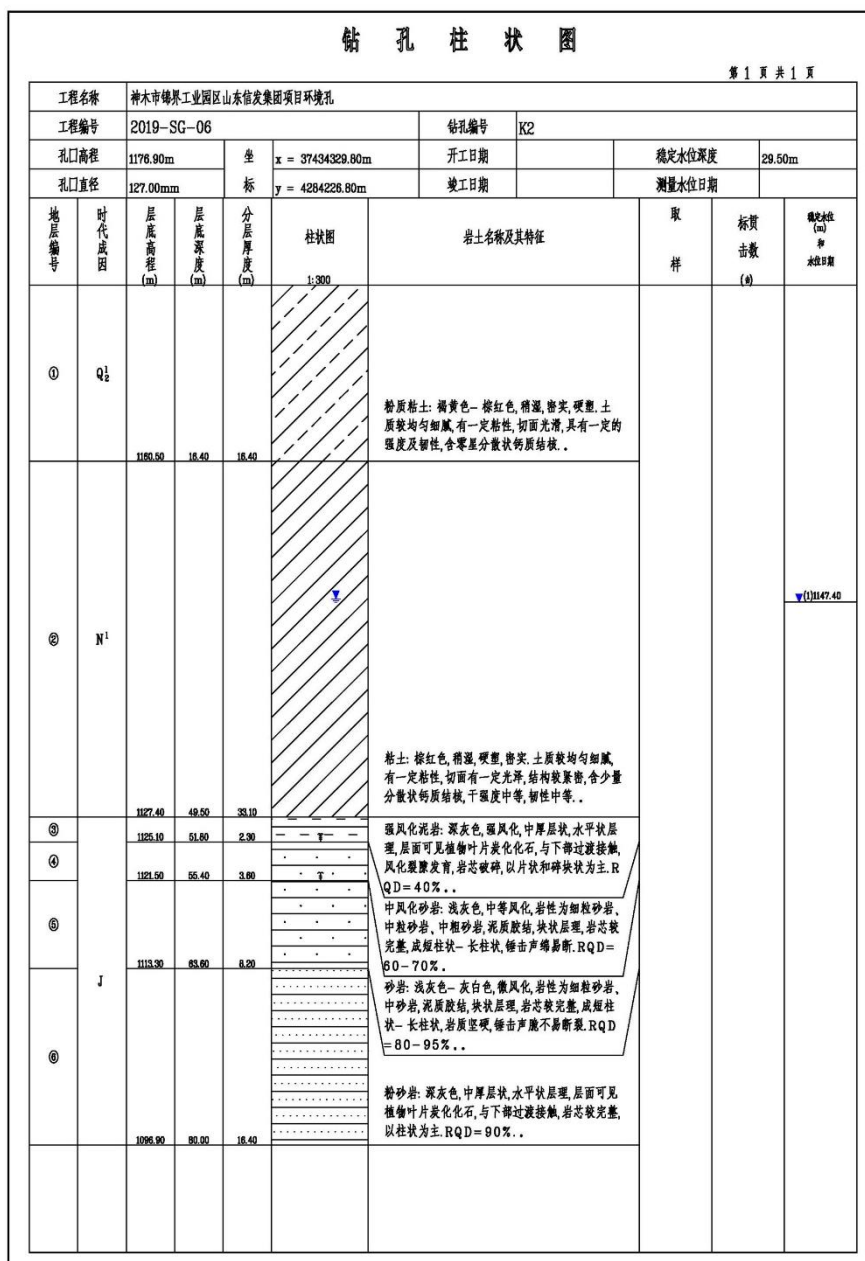 钻 孔 柱 状 图
第 1 页 共 1 页
工程名称 神木市锦界工业园区山东信发集团项目环境孔
工程编号 2019-SG-06 钻孔编号 K2
孔口高程 1176.90m 坐 x = 37434329.80m 开工日期 稳定水位深度 29.50m
孔口直径 127.00mm 标 y = 4284226.80m 竣工日期 测量水位日期
地层编号 时代成因 层底高程(m) 层底深度(m) 分层厚度(m) 柱状图 1:300 岩土名称及其特征 取样 标贯击数(#) 稳定水位(m)和水位日期
① Q₂¹
粉质粘土: 褐黄色-棕红色,稍湿,密实,硬塑.土
质较均匀细腻,有一定粘性,切面光滑,具有一定的
强度及韧性,含零星分散状钙质结核..
1160.50 16.40 16.40
(1)1147.40
② N¹
粘土: 棕红色,稍湿,硬塑,密实.土质较均匀细腻,
有一定粘性,切面有一定光泽,结构较紧密,含少量
分散状钙质结核,干强度中等,韧性中等..
1127.40 49.50 33.10
③
强风化泥岩: 深灰色,强风化,中厚层状,水平状层
理,层面可见植物叶片炭化化石,与下部过渡接触,
风化裂隙发育,岩芯破碎,以片状和碎块状为主.R
QD=40%..
1125.10 51.80 2.30
④
1121.50 55.40 3.60
⑤
中风化砂岩: 浅灰色,中等风化,岩性为细粒砂岩、
中粒砂岩、中粗砂岩,泥质胶结,块状层理,岩芯较
完整,成短柱状-长柱状,锤击声绵易断.RQD=
60-70%.
1113.30 63.60 8.20
J
砂岩: 浅灰色-灰白色,微风化,岩性为细粒砂岩、
中砂岩,泥质胶结,块状层理,岩芯较完整,成短柱
状-长柱状,岩质坚硬,锤击声脆不易断裂.RQD
=80-95%..
⑥
粉砂岩: 深灰色,中厚层状,水平状层理,层面可见
植物叶片炭化化石,与下部过渡接触,岩芯较完整,
以柱状为主.RQD=90%..
1096.90 80.00 16.40